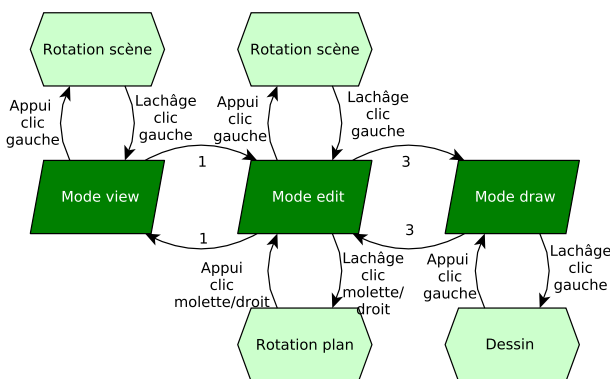 Rotation scène
Rotation scène
Appui
clic
gauche
Lachâge
clic
gauche
Appui
clic
gauche
Lachâge
clic
gauche
1
3
Mode view
Mode edit
Mode draw
1
3
Appui
clic
molette/droit
Lachâge
clic
molette/
droit
Appui
clic
gauche
Lachâge
clic
gauche
Rotation plan
Dessin